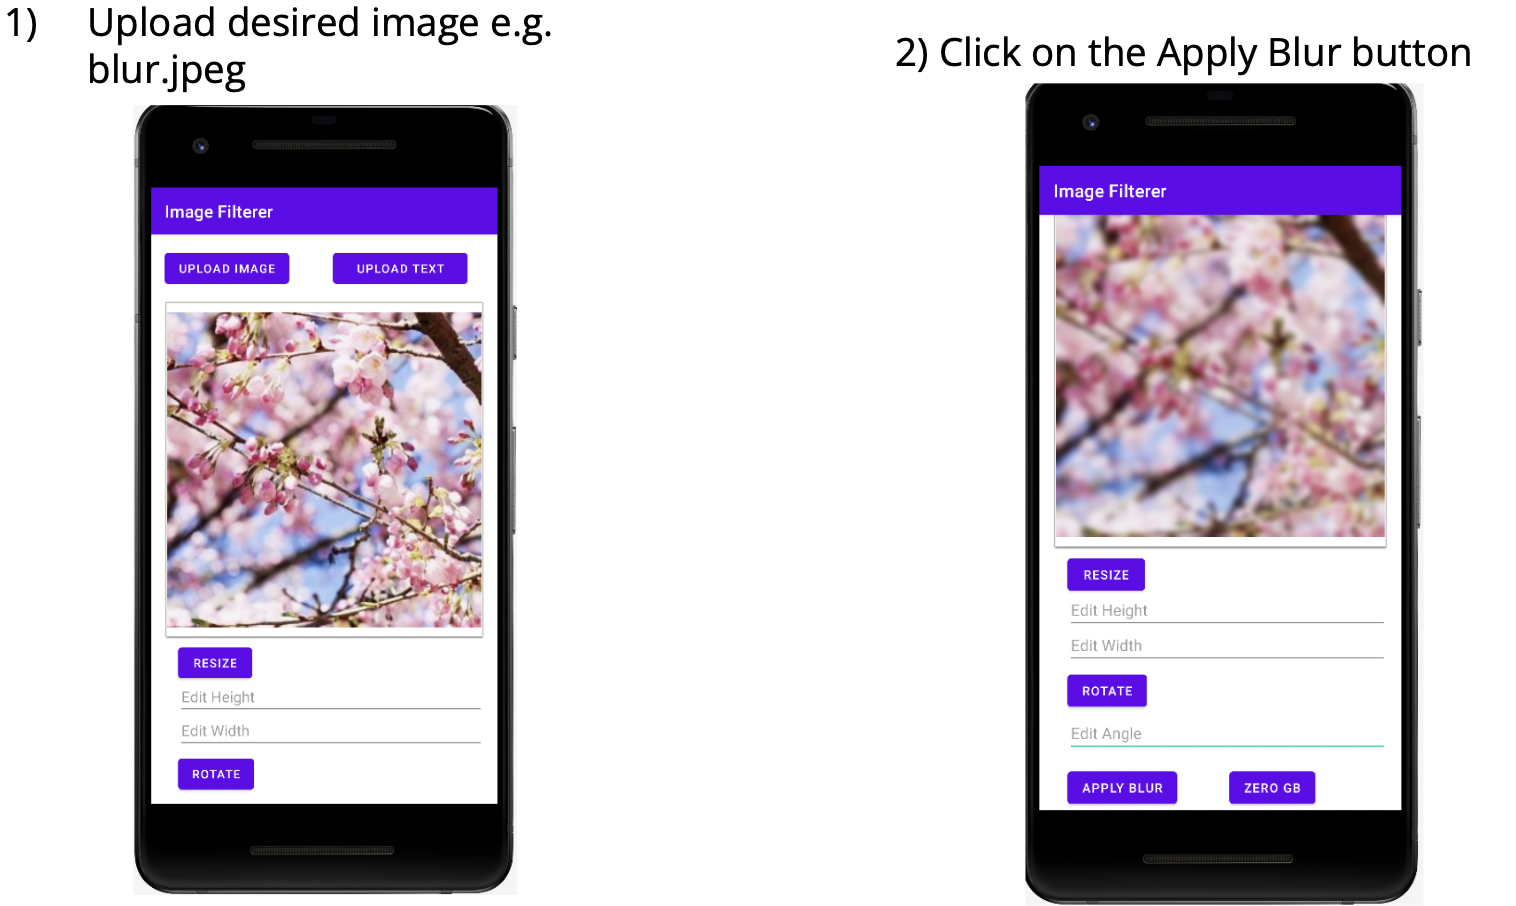 1) Upload desired image e.g.
blur.jpeg
Image Filterer
UPLOAD IMAGE UPLOAD TEXT
RESIZE
Edit Height
Edit Width
ROTATE
2) Click on the Apply Blur button
Image Filterer
RESIZE
Edit Height
Edit Width
ROTATE
Edit Angle
APPLY BLUR ZERO GB